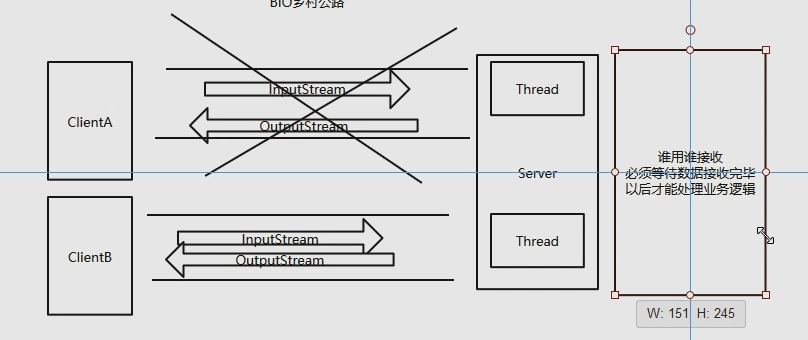 BIO乡村公路
InputStream
Thread
ClientA
OutputStream
谁用谁接收
必须等待数据接收完毕
以后才能处理业务逻辑
Server
InputStream
Thread
ClientB
OutputStream
W: 151 H: 245